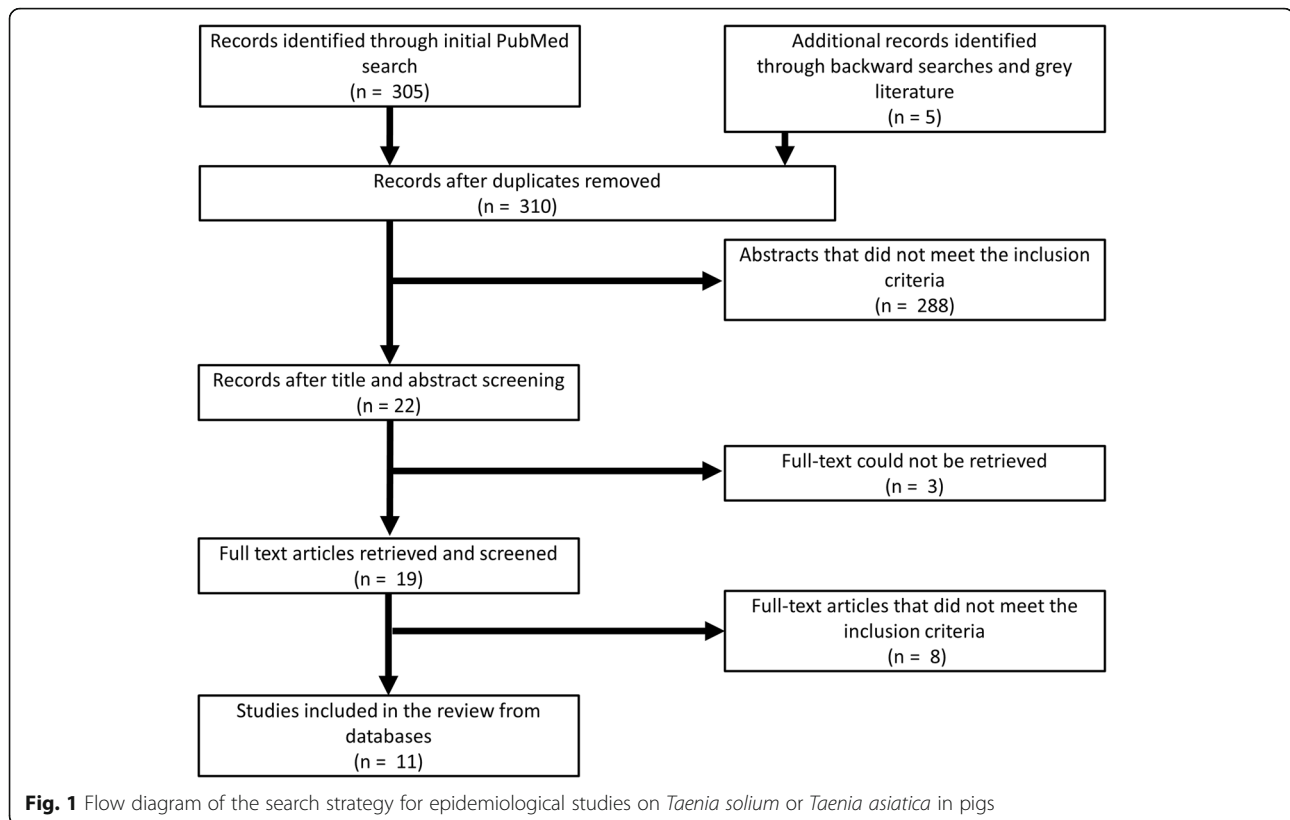 Records identified through initial PubMed
search
(n = 305)
Additional records identified
through backward searches and grey
literature
(n = 5)
Records after duplicates removed
(n = 310)
Abstracts that did not meet the inclusion
criteria
(n = 288)
Records after title and abstract screening
(n = 22)
Full-text could not be retrieved
(n = 3)
Full text articles retrieved and screened
(n = 19)
Full-text articles that did not meet the
inclusion criteria
(n = 8)
Studies included in the review from
databases
(n = 11)
Fig. 1 Flow diagram of the search strategy for epidemiological studies on Taenia solium or Taenia asiatica in pigs